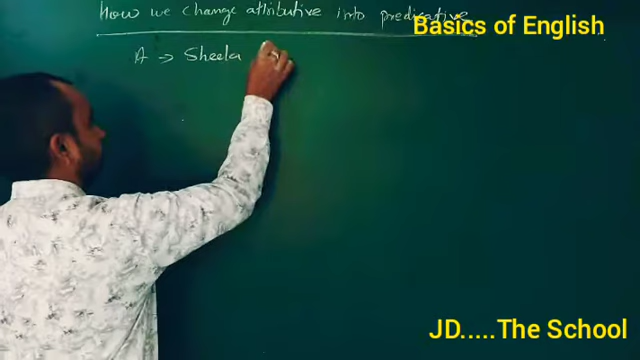 How we change attributive into predicative
Basics of English
A → Sheela
JD.....The School